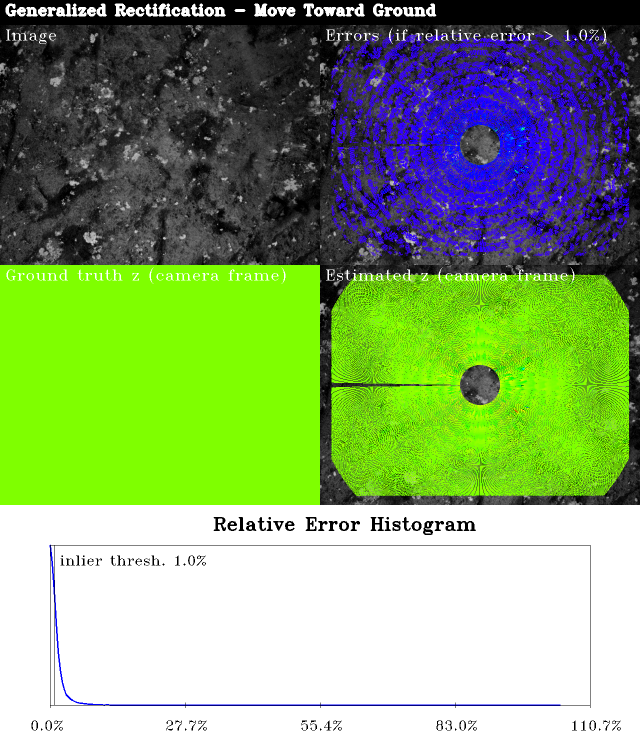 Generalized Rectification - Move Toward Ground
Image
Errors (if relative error > 1.0%)
Ground truth z (camera frame)
Estimated z (camera frame)
Relative Error Histogram
inlier thresh. 1.0%
0.0%
27.7%
55.4%
83.0%
110.7%